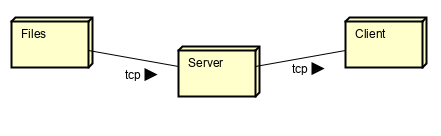 Files
Client
Server
tcp ▶
tcp ▶